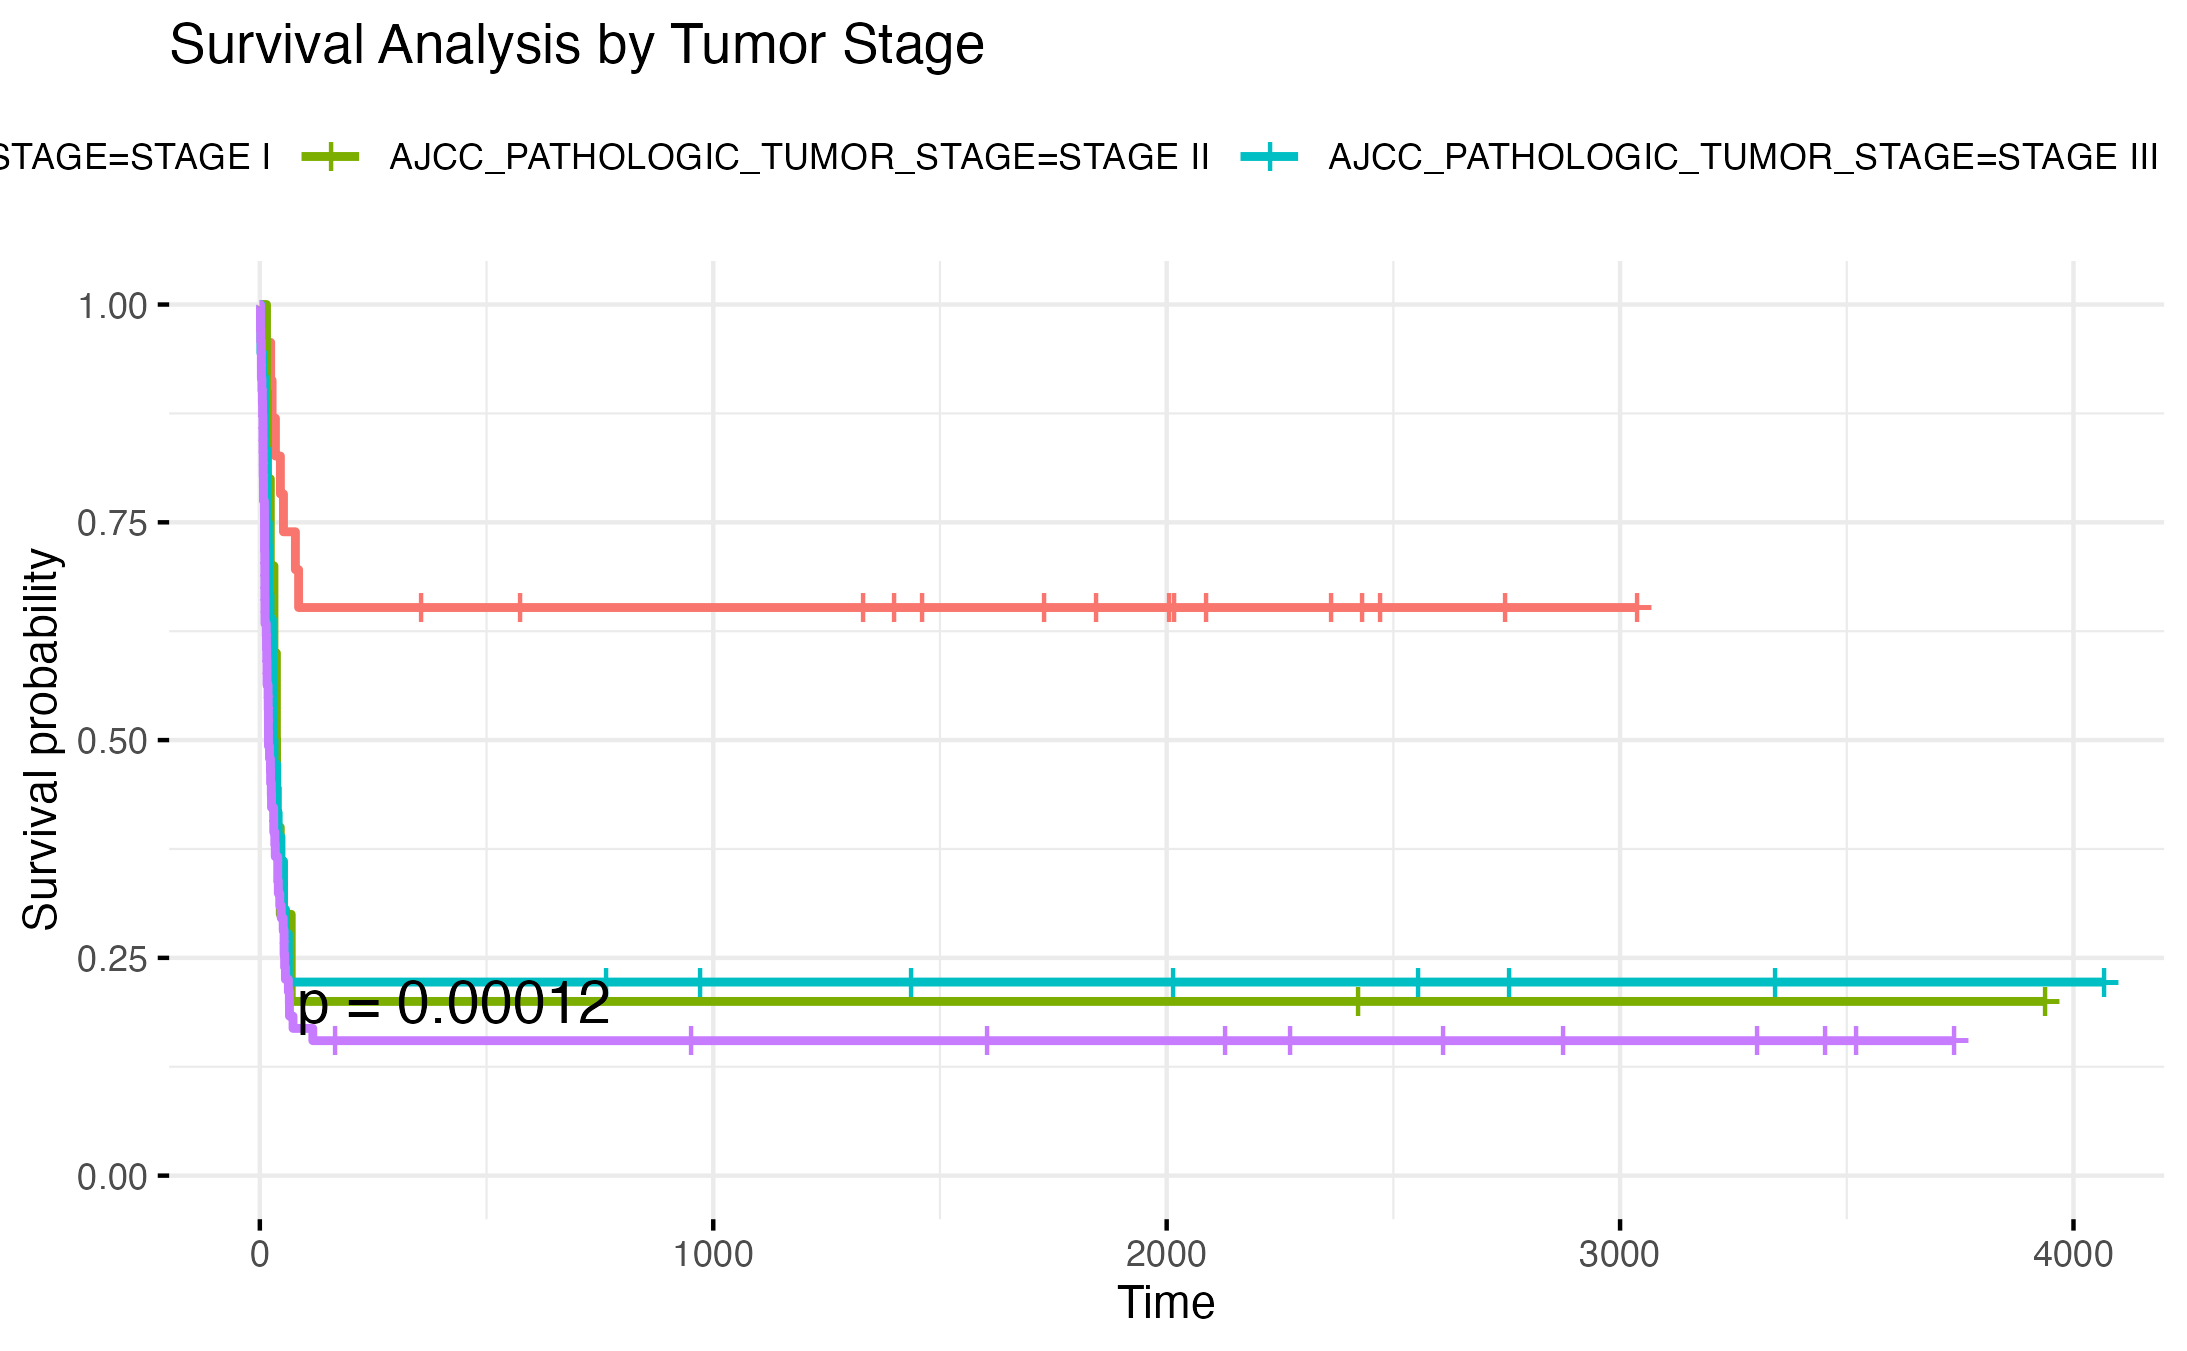 Survival Analysis by Tumor Stage
STAGE=STAGE I AJCC_PATHOLOGIC_TUMOR_STAGE=STAGE II AJCC_PATHOLOGIC_TUMOR_STAGE=STAGE III
1.00
0.75
0.50
0.25
0.00
Survival probability
p = 0.00012
0 1000 2000 3000 4000
Time